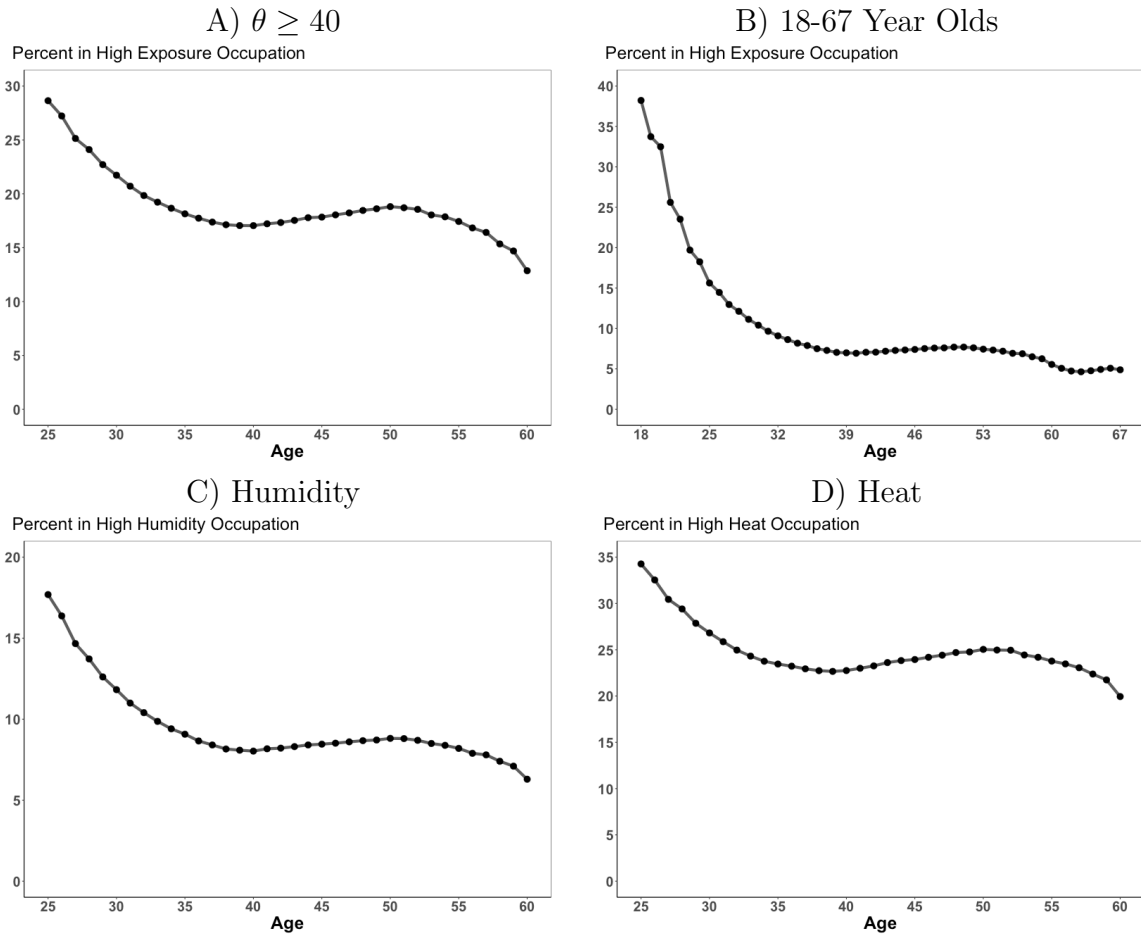 A) θ ≥ 40
Percent in High Exposure Occupation
30
25
20
15
10
5
0
25 30 35 40 45 50 55 60
Age
B) 18-67 Year Olds
Percent in High Exposure Occupation
40
35
30
25
20
15
10
5
0
18 25 32 39 46 53 60 67
Age
C) Humidity
Percent in High Humidity Occupation
20
15
10
5
0
25 30 35 40 45 50 55 60
Age
D) Heat
Percent in High Heat Occupation
35
30
25
20
15
10
5
0
25 30 35 40 45 50 55 60
Age